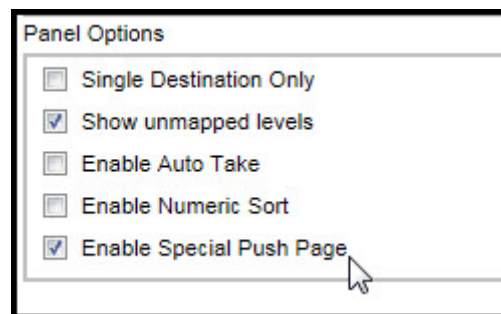 Panel Options
Single Destination Only
Show unmapped levels
Enable Auto Take
Enable Numeric Sort
Enable Special Push Page